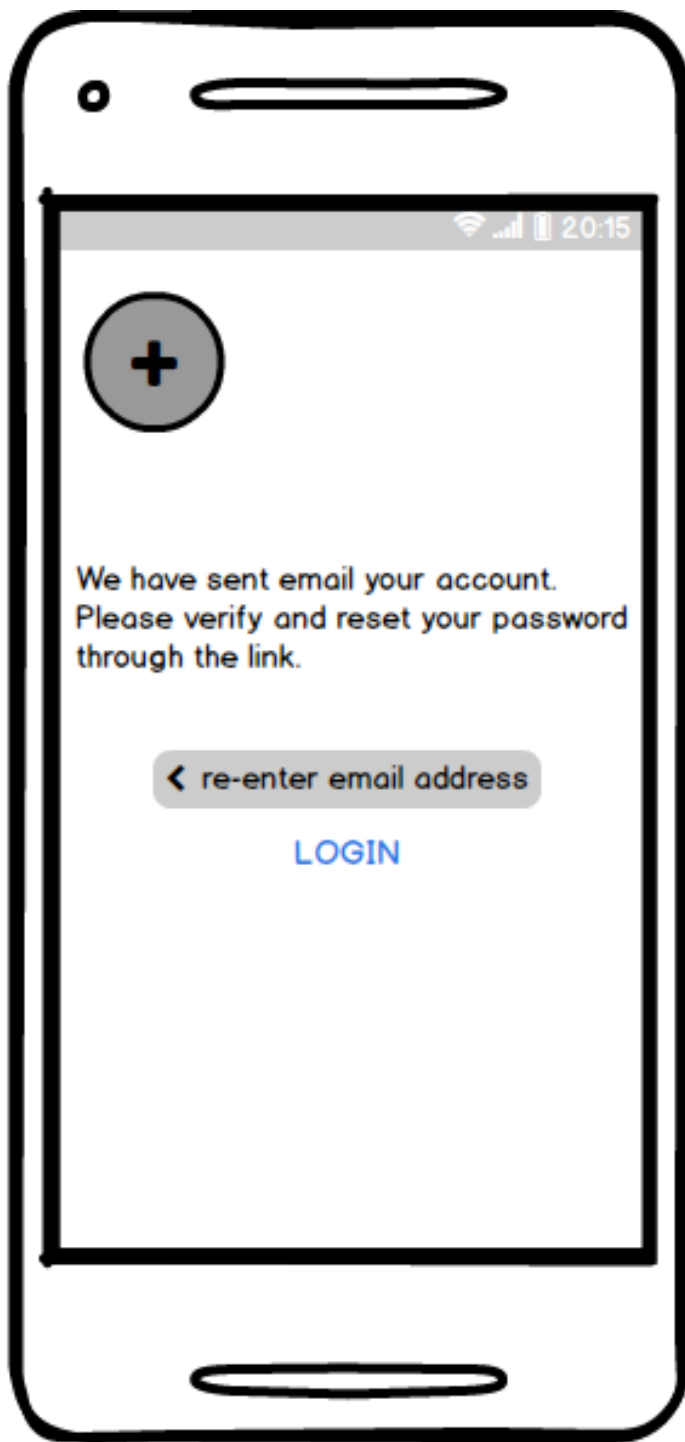 20:15
+
We have sent email your account.
Please verify and reset your password
through the link.
< re-enter email address
LOGIN